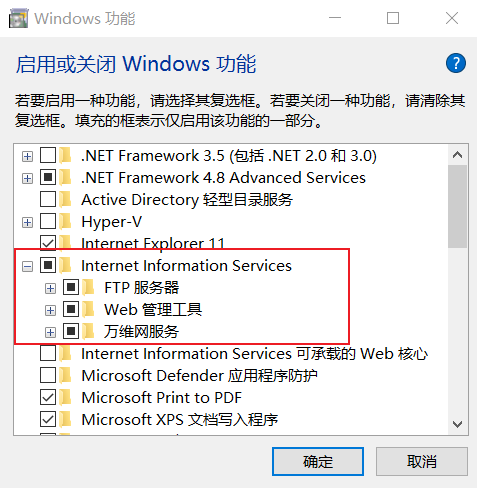 Windows 功能
启用或关闭 Windows 功能
?
若要启用一种功能，请选择其复选框。若要关闭一种功能，请清除其
复选框。填充的框表示仅启用该功能的一部分。
.NET Framework 3.5 (包括 .NET 2.0 和 3.0)
.NET Framework 4.8 Advanced Services
Active Directory 轻型目录服务
Hyper-V
Internet Explorer 11
Internet Information Services
FTP 服务器
Web 管理工具
万维网服务
Internet Information Services 可承载的 Web 核心
Microsoft Defender 应用程序防护
Microsoft Print to PDF
Microsoft XPS 文档写入程序
确定
取消